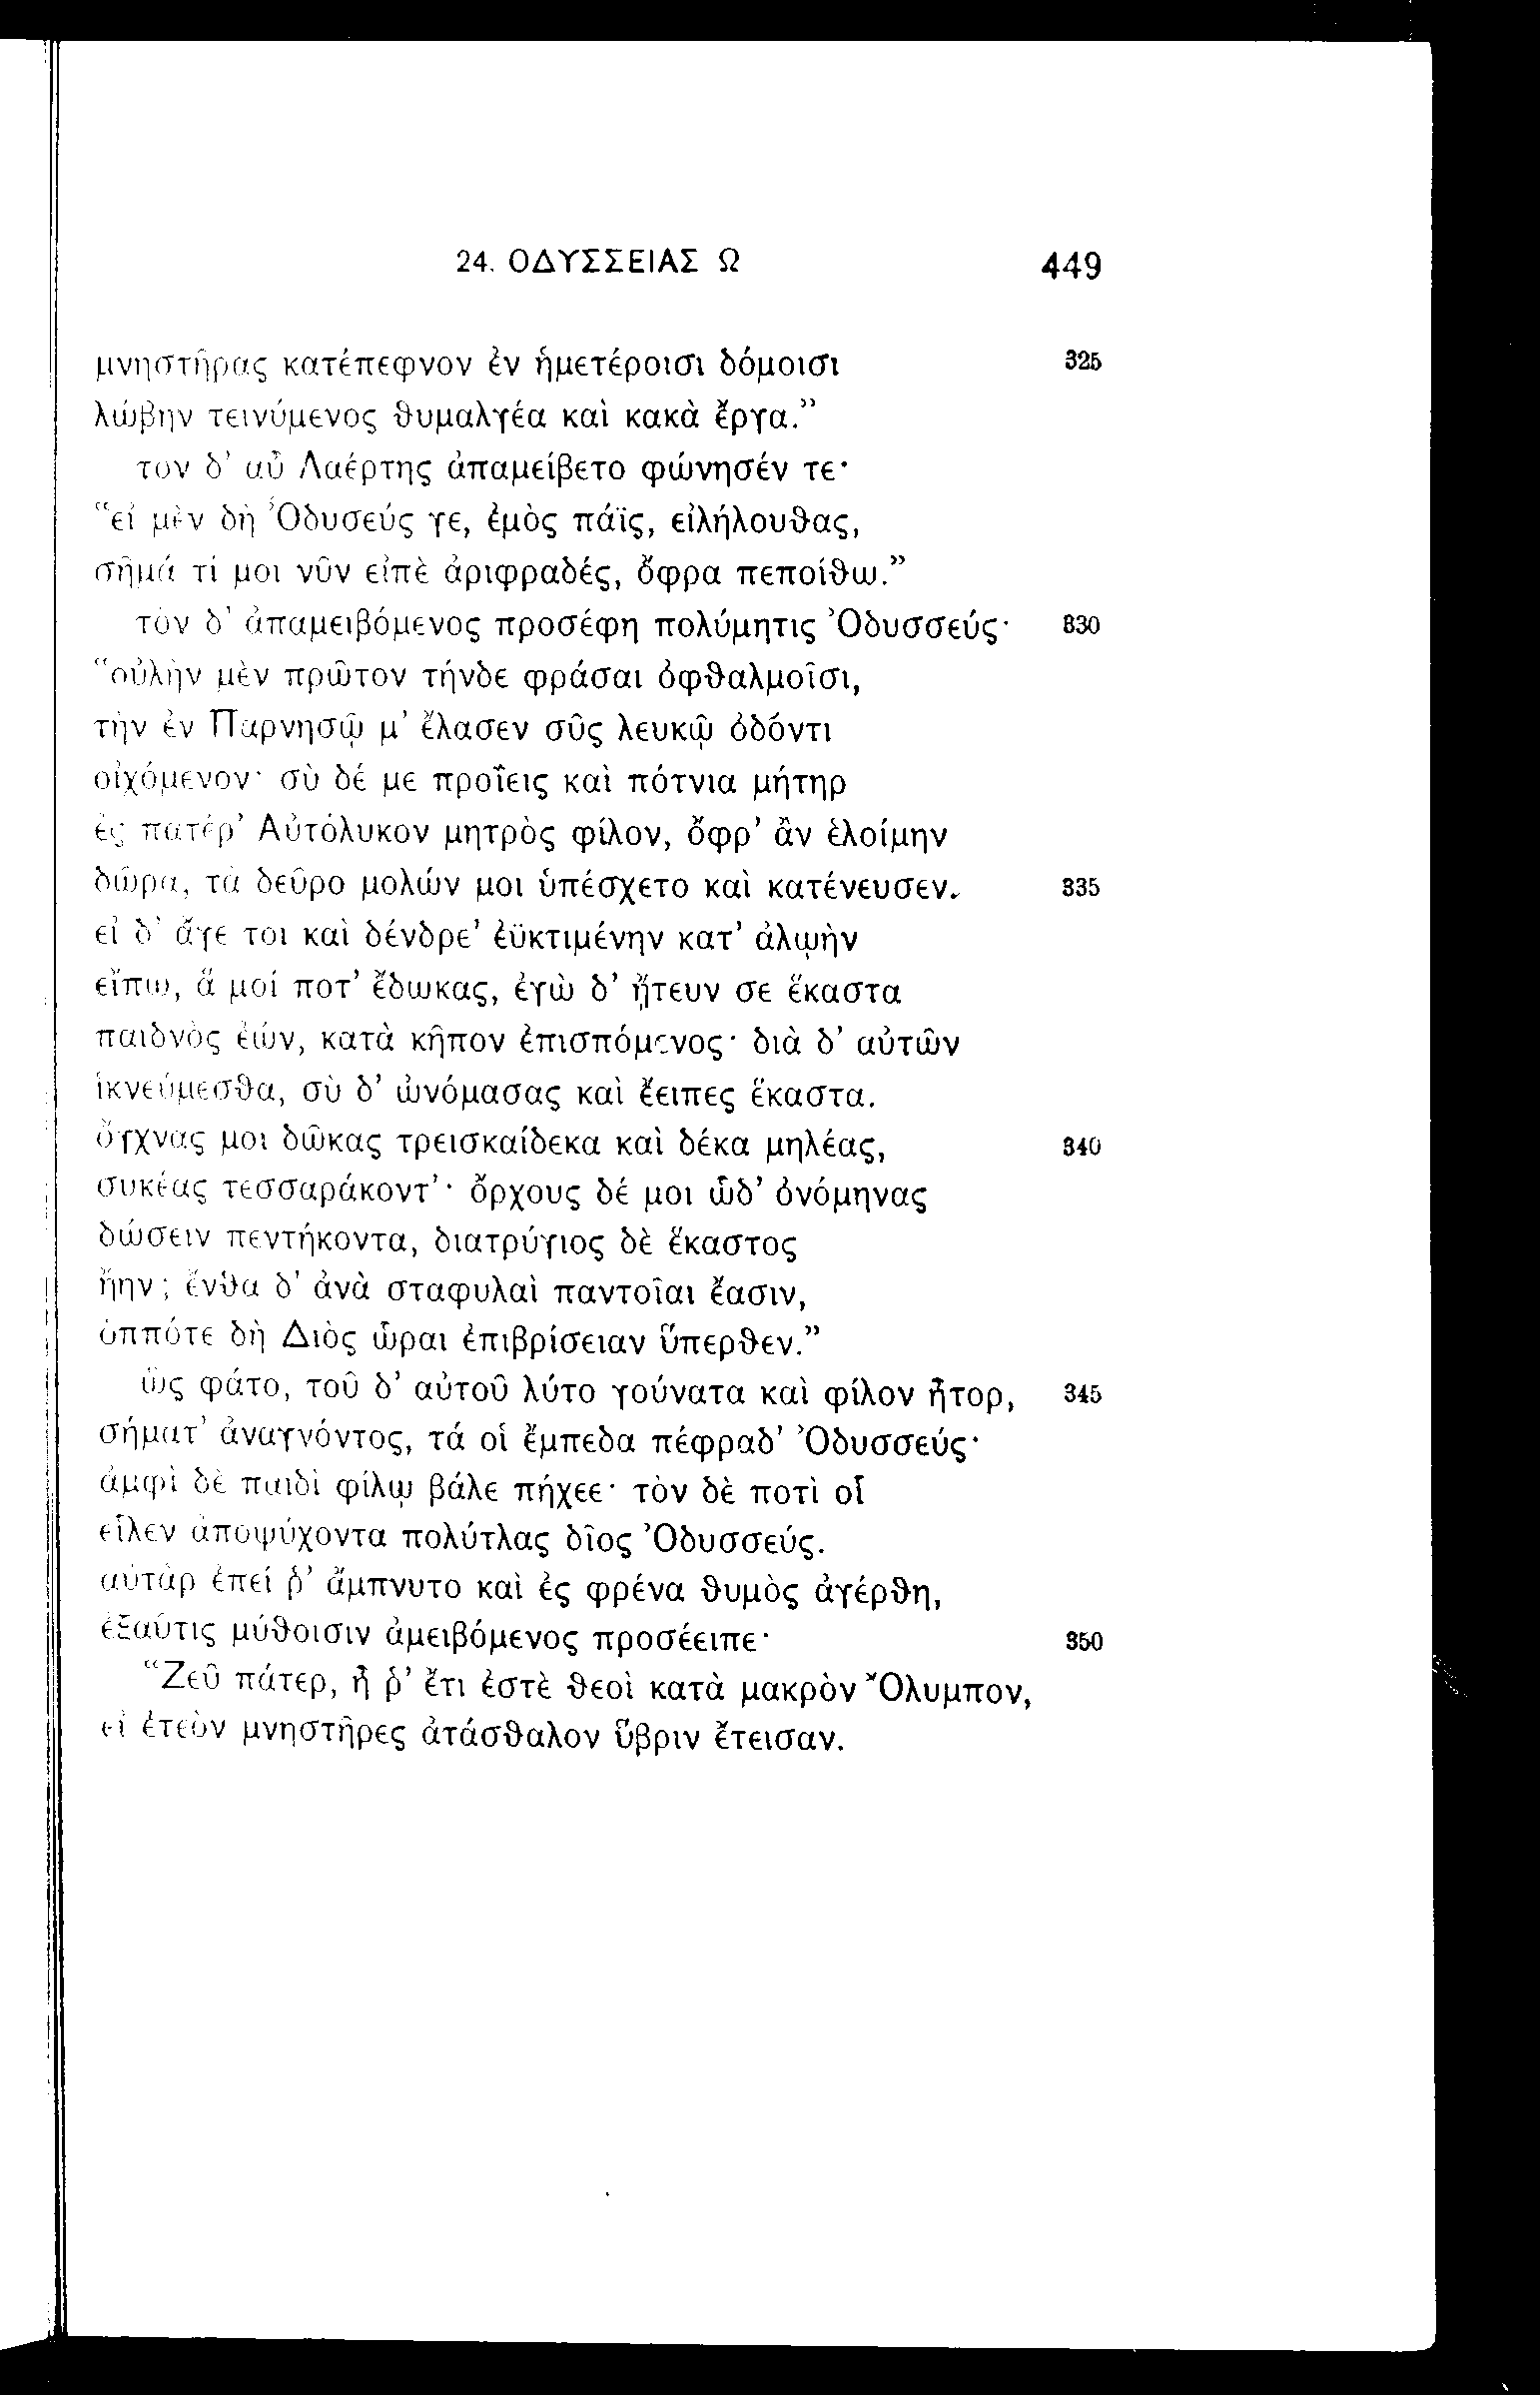 24. ΟΔΥΣΣΕΙΑΣ Ω 449
μνηστῆρας κατέπεφνον ἐν ἡμετέροισι δόμοισι 325
λώβην τεινύμενος θυμαλγέα καὶ κακὰ ἔργα.”
τὸν δ’ αὖ Λαέρτης ἀπαμείβετο φώνησέν τε·
“εἰ μὲν δὴ Ὀδυσεύς γε, ἐμὸς πάϊς, εἰλήλουθας,
σῆμά τί μοι νῦν εἰπὲ ἀριφραδές, ὄφρα πεποίθω.”
τὸν δ’ ἀπαμειβόμενος προσέφη πολύμητις Ὀδυσσεύς· 330
“οὐλὴν μὲν πρῶτον τήνδε φράσαι ὀφθαλμοῖσι,
τὴν ἐν Παρνησῷ μ’ ἔλασεν σῦς λευκῷ ὀδόντι
οἰχόμενον· σὺ δέ με προΐεις καὶ πότνια μήτηρ
ἐς πατέρ’ Αὐτόλυκον μητρὸς φίλον, ὄφρ’ ἂν ἑλοίμην
δῶρα, τὰ δεῦρο μολών μοι ὑπέσχετο καὶ κατένευσεν. 335
εἰ δ’ ἄγε τοι καὶ δένδρε’ ἐϋκτιμένην κατ’ ἀλῳὴν
εἴπω, ἅ μοί ποτ’ ἔδωκας, ἐγὼ δ’ ᾔτευν σε ἕκαστα
παιδνὸς ἐών, κατὰ κῆπον ἐπισπόμενος· διὰ δ’ αὐτῶν
ἱκνεύμεσθα, σὺ δ’ ὠνόμασας καὶ ἔειπες ἕκαστα.
ὄγχνας μοι δῶκας τρεισκαίδεκα καὶ δέκα μηλέας, 340
συκέας τεσσαράκοντ’· ὄρχους δέ μοι ὧδ’ ὀνόμηνας
δώσειν πεντήκοντα, διατρύγιος δὲ ἕκαστος
ἤην; ἔνθα δ’ ἀνὰ σταφυλαὶ παντοῖαι ἔασιν,
ὁππότε δὴ Διὸς ὧραι ἐπιβρίσειαν ὕπερθεν.”
ὣς φάτο, τοῦ δ’ αὐτοῦ λύτο γούνατα καὶ φίλον ἦτορ, 345
σήματ’ ἀναγνόντος, τά οἱ ἔμπεδα πέφραδ’ Ὀδυσσεύς·
ἀμφὶ δὲ παιδὶ φίλῳ βάλε πήχεε· τὸν δὲ ποτὶ οἷ
εἷλεν ἀποψύχοντα πολύτλας δῖος Ὀδυσσεύς.
αὐτὰρ ἐπεί ῥ’ ἄμπνυτο καὶ ἐς φρένα θυμὸς ἀγέρθη,
ἐξαῦτις μύθοισιν ἀμειβόμενος προσέειπε· 350
“Ζεῦ πάτερ, ἦ ῥ’ ἔτι ἐστὲ θεοὶ κατὰ μακρὸν Ὄλυμπον,
εἰ ἐτεὸν μνηστῆρες ἀτάσθαλον ὕβριν ἔτεισαν.